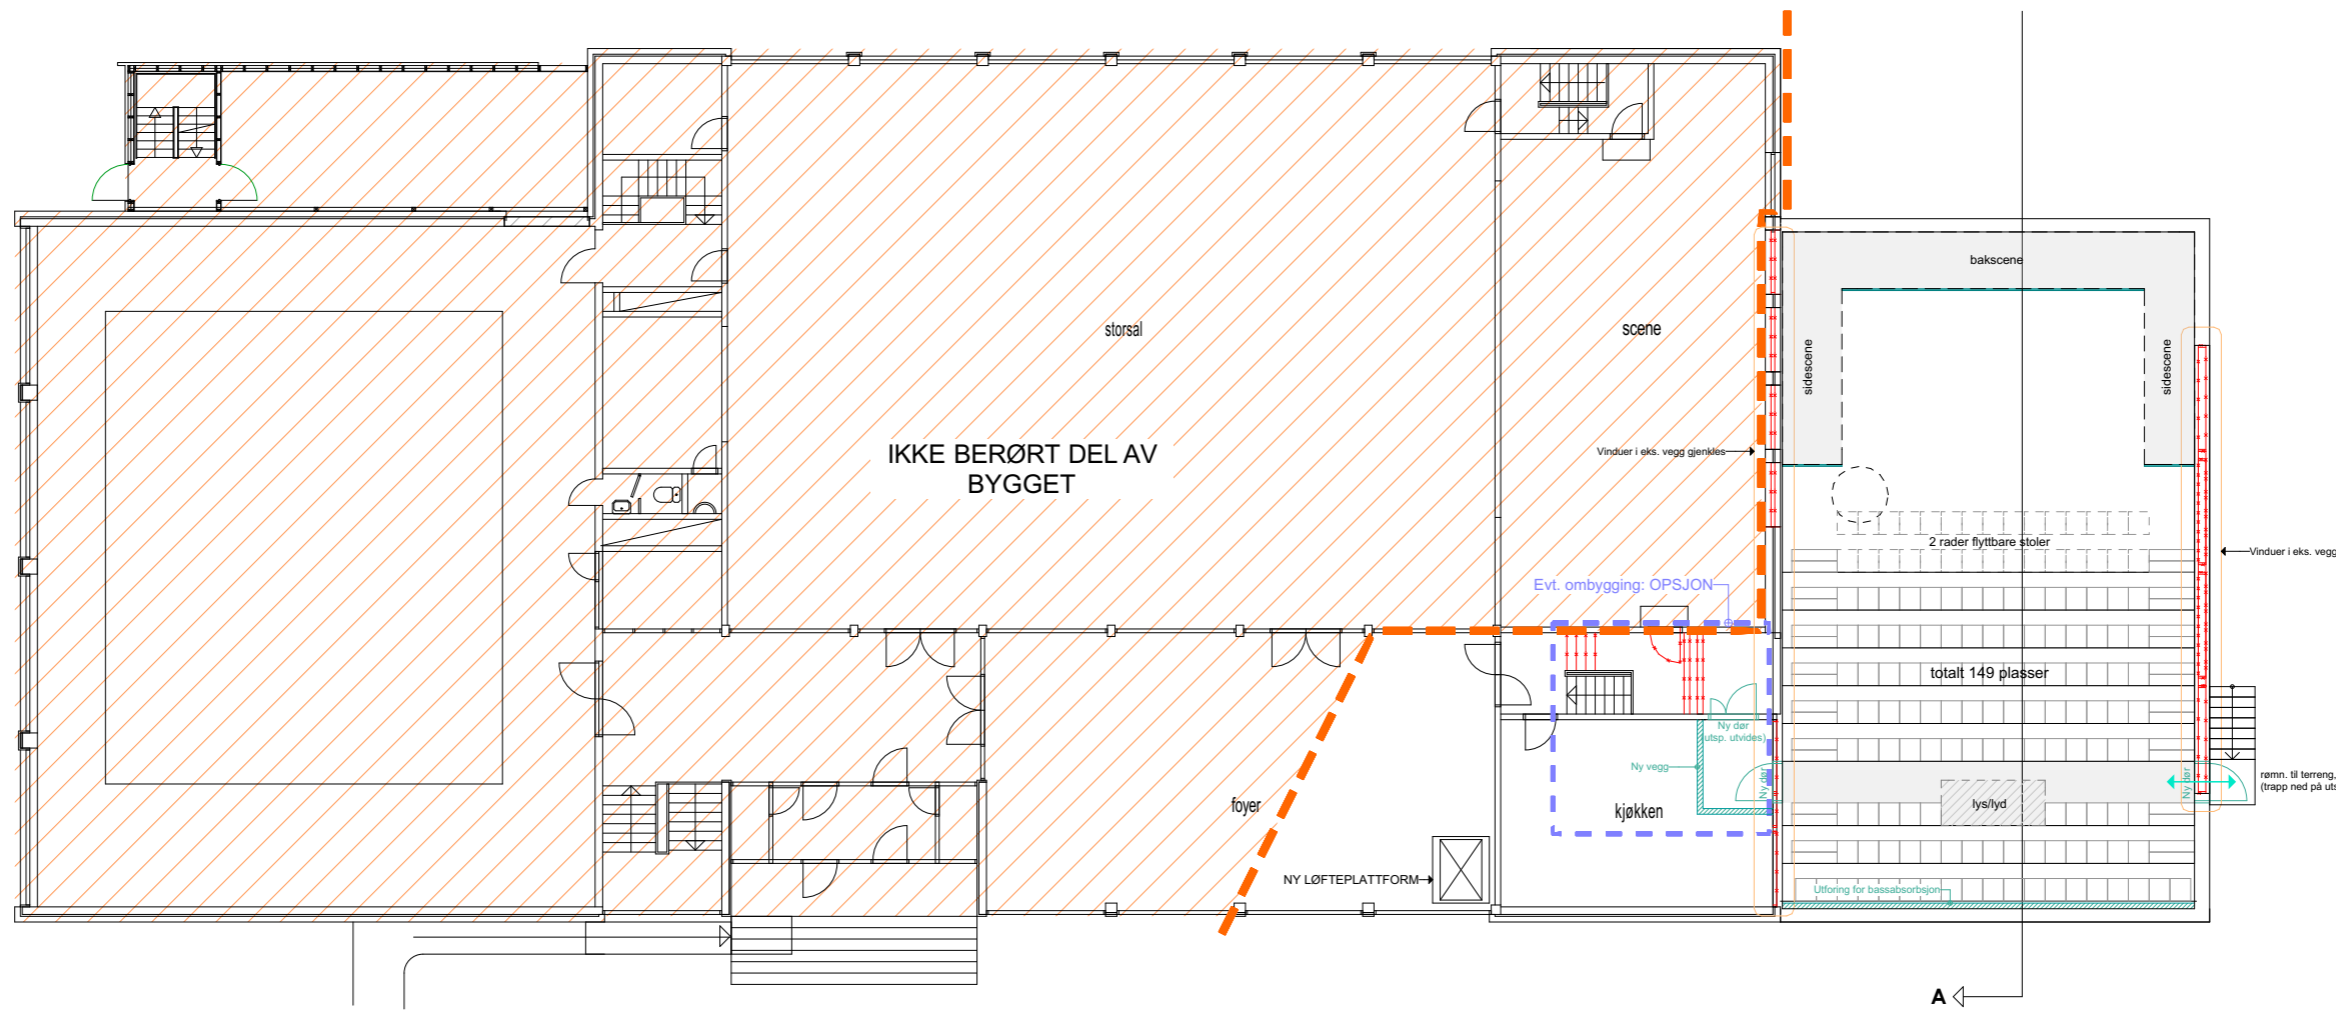 bakscene
storsal
scene
sidescene
sidescene
IKKE BERØRT DEL AV
BYGGET
Vinduer i eks. vegg gjenkles
2 rader flyttbare stoler
Vinduer i eks. vegg
Evt. ombygging: OPSJON
totalt 149 plasser
Ny dør
(utsp. utvides)
Ny vegg
Ny dør
Ny dør
rømn. til terreng,
(trapp ned på uts
foyer
kjøkken
lys/lyd
NY LØFTEPLATTFORM
Utforing for bassabsorbsjon
A